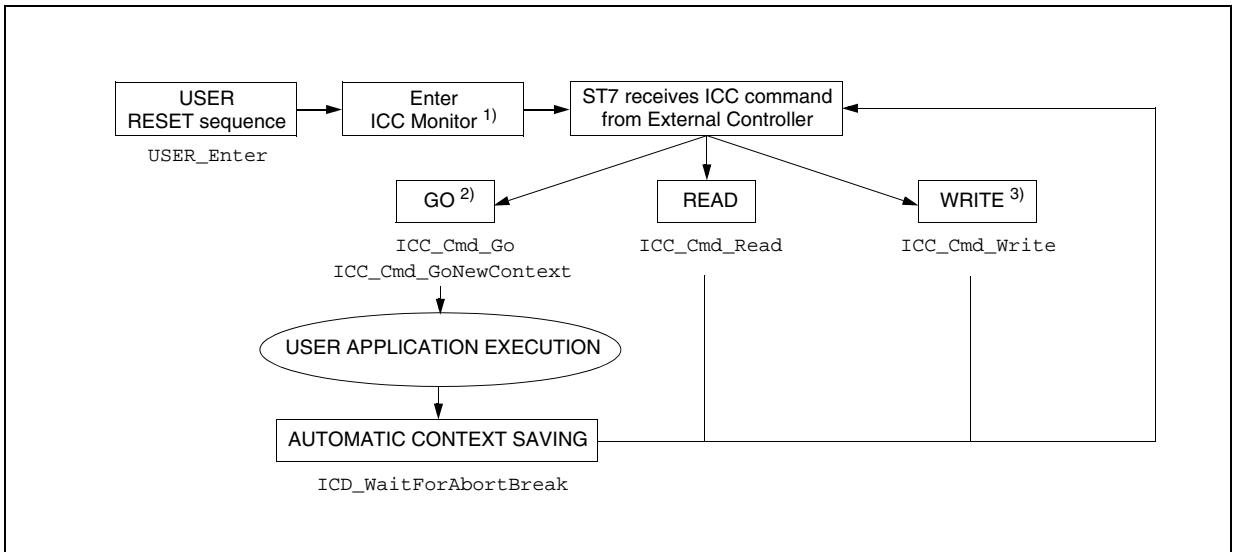 USER
RESET sequence
USER_Enter
Enter
ICC Monitor 1)
ST7 receives ICC command
from External Controller
GO 2)
ICC_Cmd_Go
ICC_Cmd_GoNewContext
READ
ICC_Cmd_Read
WRITE 3)
ICC_Cmd_Write
USER APPLICATION EXECUTION
AUTOMATIC CONTEXT SAVING
ICD_WaitForAbortBreak